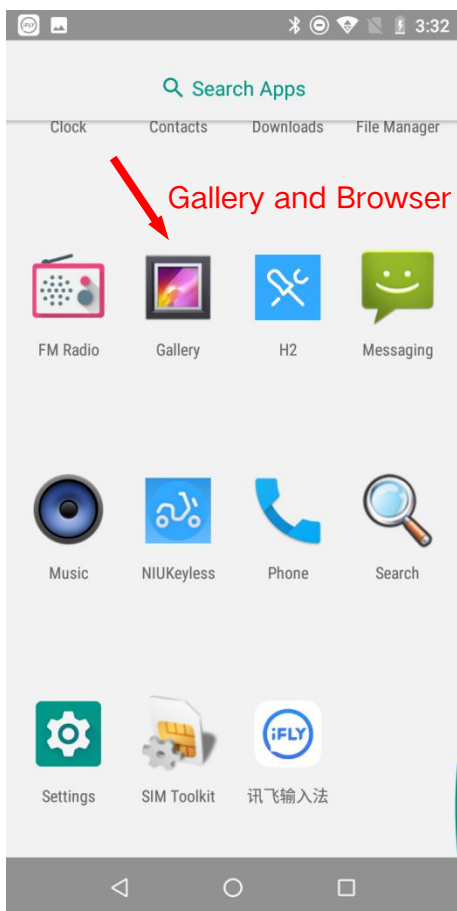 iFLY
3:32
Search Apps
Clock
Contacts
Downloads
File Manager
Gallery and Browser
FM Radio
Gallery
H2
Messaging
Music
NIUKeyless
Phone
Search
iFLY
Settings
SIM Toolkit
讯飞输入法